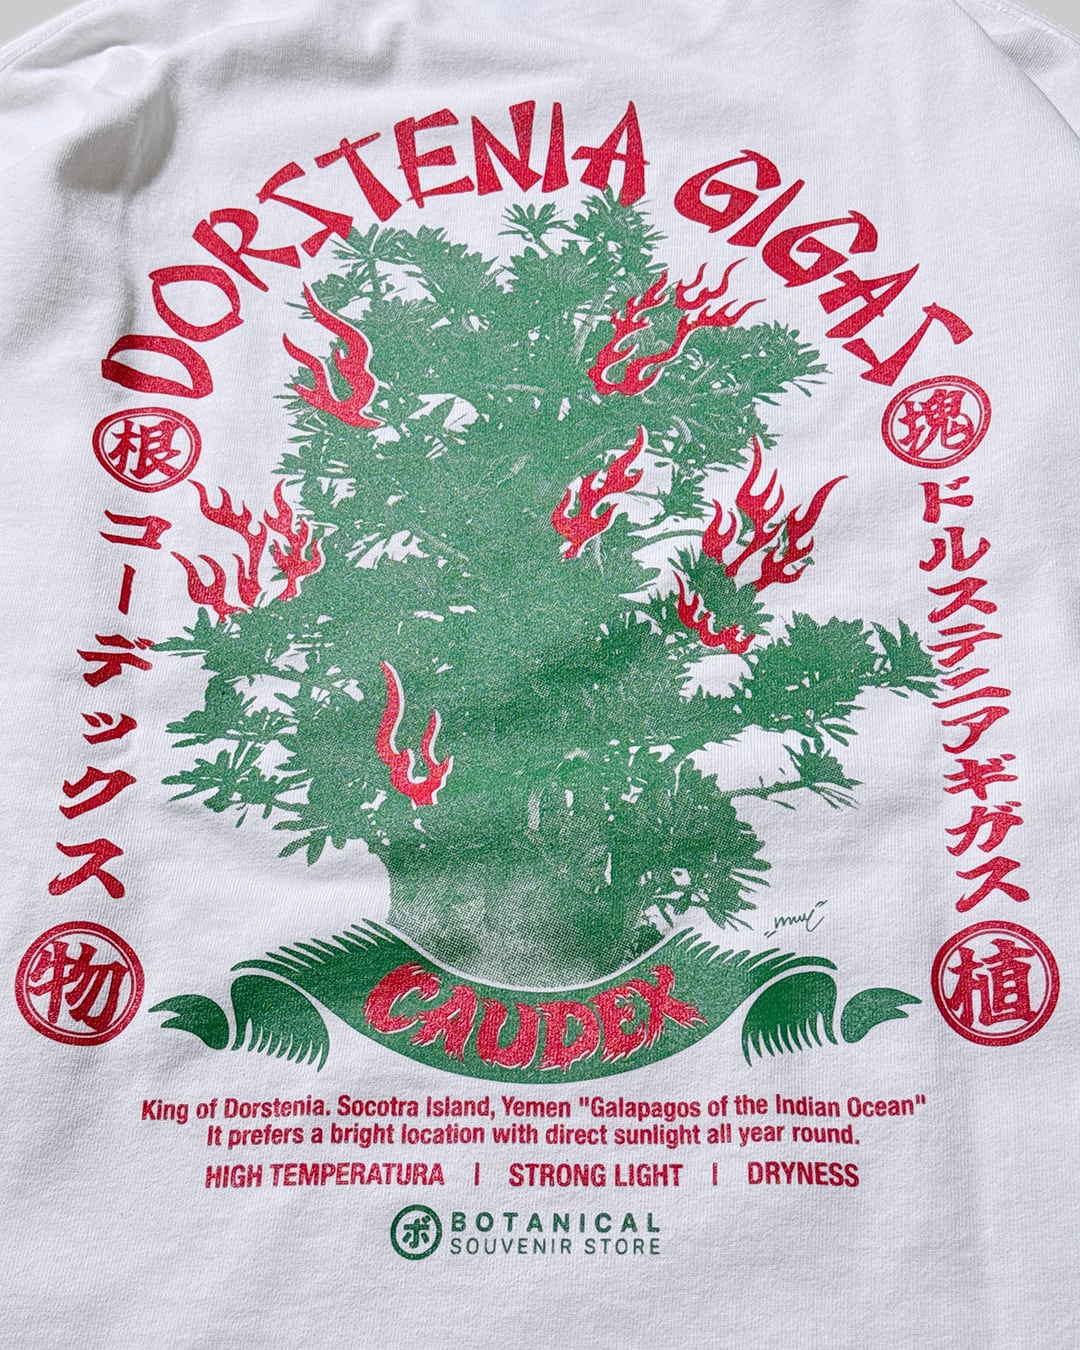 DORSTENIA GIGAS
塊
ドルステニアギガス
植
根
コーデックス
物
CAUDEX
King of Dorstenia. Socotra Island, Yemen "Galapagos of the Indian Ocean"
It prefers a bright location with direct sunlight all year round.
HIGH TEMPERATURA | STRONG LIGHT | DRYNESS
ボ BOTANICAL
SOUVENIR STORE